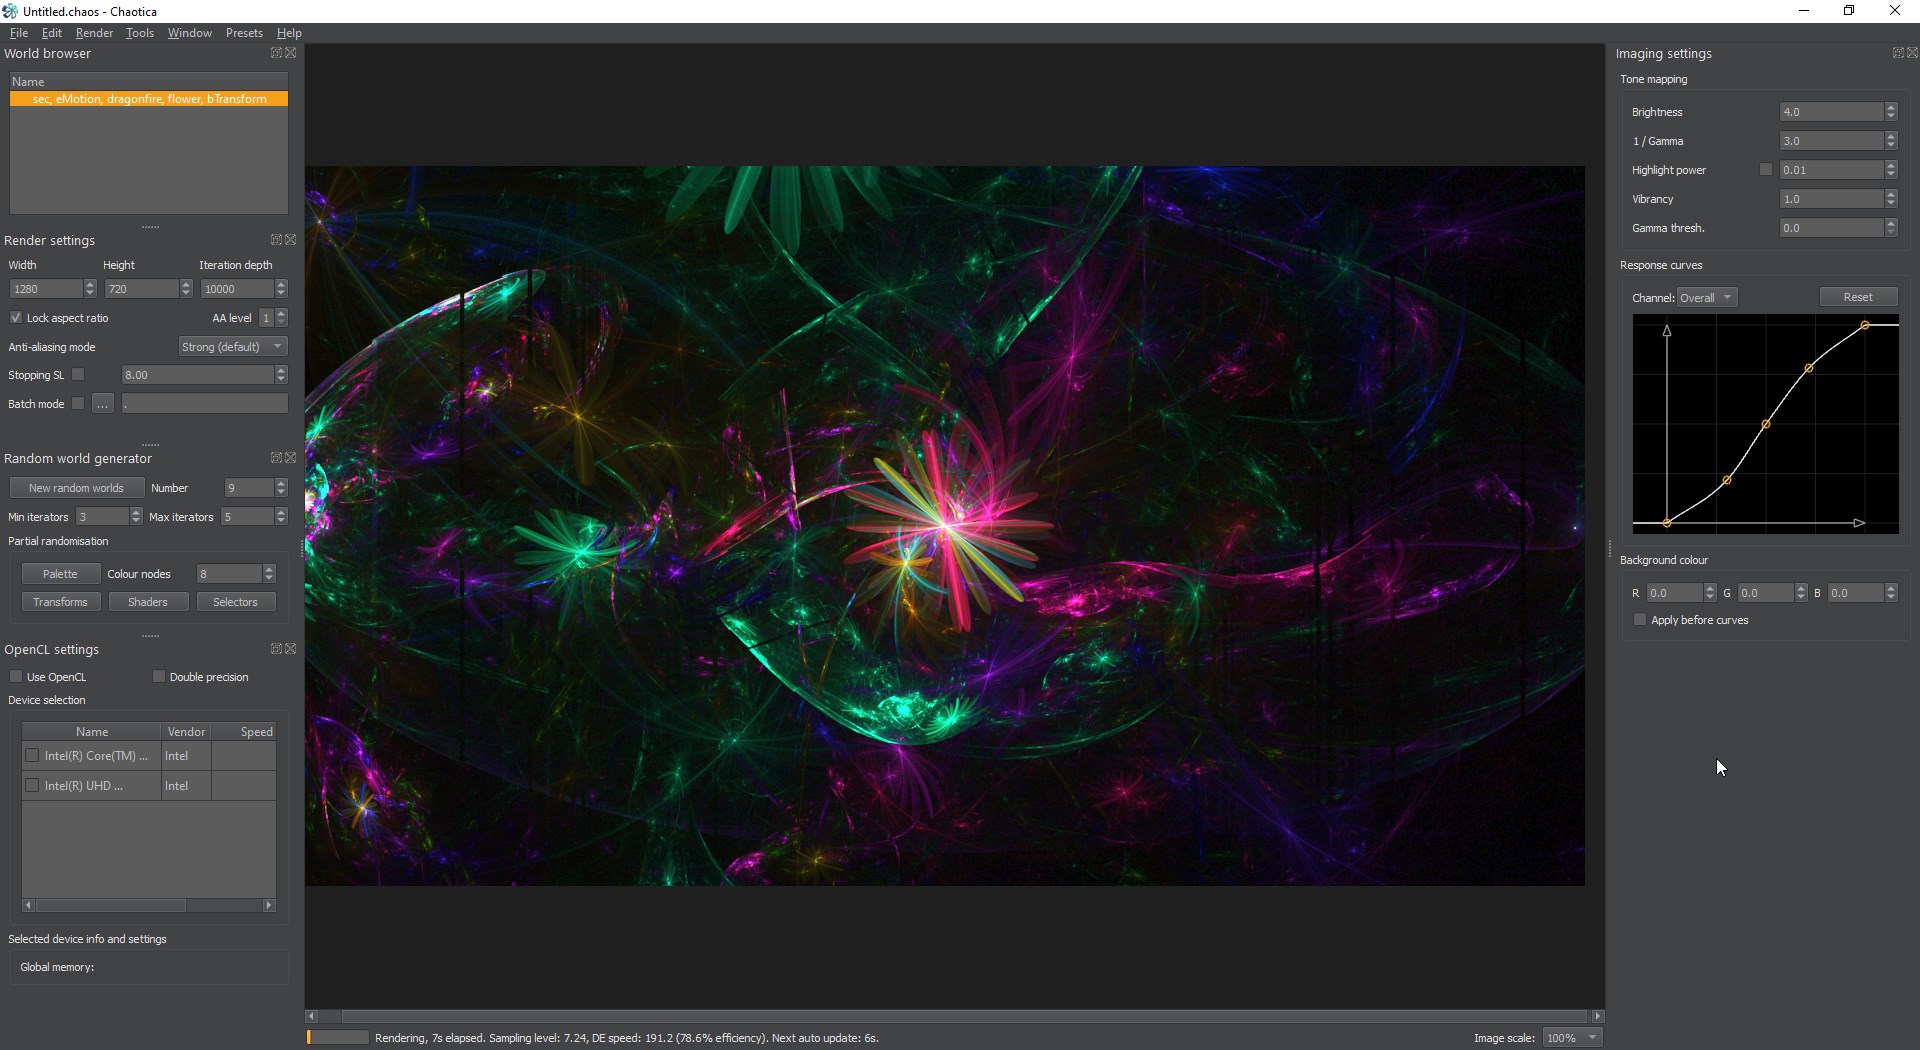 Untitled.chaos - Chaotica
File Edit Render Tools Window Presets Help
World browser
Name
sec, eMotion, dragonfire, flower, bTransform
Render settings
Width Height Iteration depth
1280 720 10000
Lock aspect ratio AA level 1
Anti-aliasing mode Strong (default)
Stopping SL 8.00
Batch mode ... .
Random world generator
New random worlds Number 9
Min iterators 3 Max iterators 5
Partial randomisation
Palette Colour nodes 8
Transforms Shaders Selectors
OpenCL settings
Use OpenCL Double precision
Device selection
Name Vendor Speed
Intel(R) Core(TM) ... Intel
Intel(R) UHD ... Intel
Selected device info and settings
Global memory:
Rendering, 7s elapsed. Sampling level: 7.24, DE speed: 191.2 (78.6% efficiency). Next auto update: 6s.
Image scale: 100%
Imaging settings
Tone mapping
Brightness 4.0
1 / Gamma 3.0
Highlight power 0.01
Vibrancy 1.0
Gamma thresh. 0.0
Response curves
Channel: Overall Reset
Background colour
R 0.0 G 0.0 B 0.0
Apply before curves